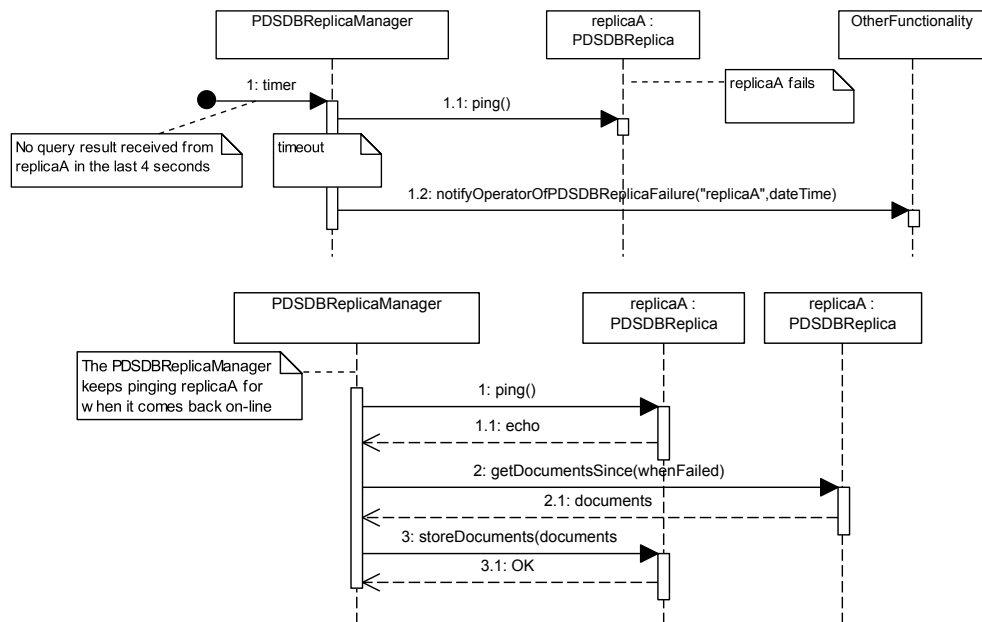 PDSDBReplicaManager
replicaA :
PDSDBReplica
OtherFunctionality
replicaA fails
1: timer
1.1: ping()
No query result received from
replicaA in the last 4 seconds
timeout
1.2: notifyOperatorOfPDSDBReplicaFailure("replicaA",dateTime)
PDSDBReplicaManager
replicaA :
PDSDBReplica
replicaA :
PDSDBReplica
The PDSDBReplicaManager
keeps pinging replicaA for
when it comes back on-line
1: ping()
1.1: echo
2: getDocumentsSince(whenFailed)
2.1: documents
3: storeDocuments(documents
3.1: OK